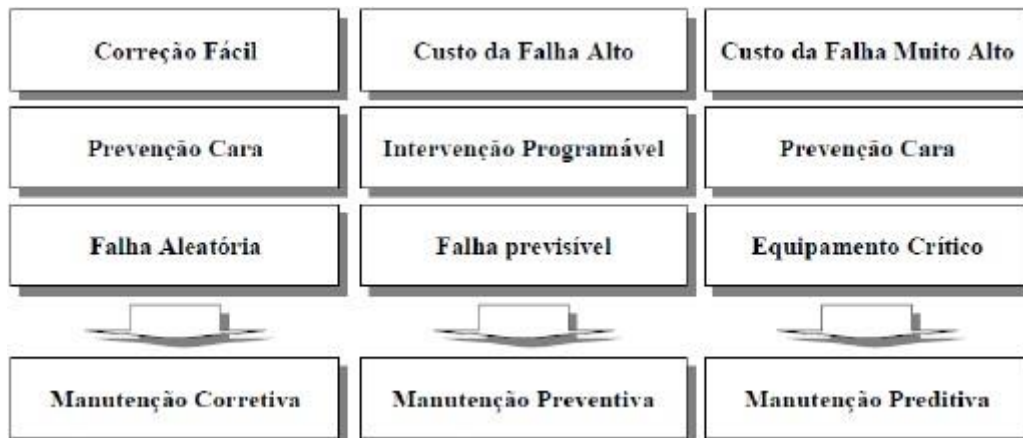 Correção Fácil
Custo da Falha Alto
Custo da Falha Muito Alto
Prevenção Cara
Intervenção Programável
Prevenção Cara
Falha Aleatória
Falha previsível
Equipamento Crítico
Manutenção Corretiva
Manutenção Preventiva
Manutenção Preditiva